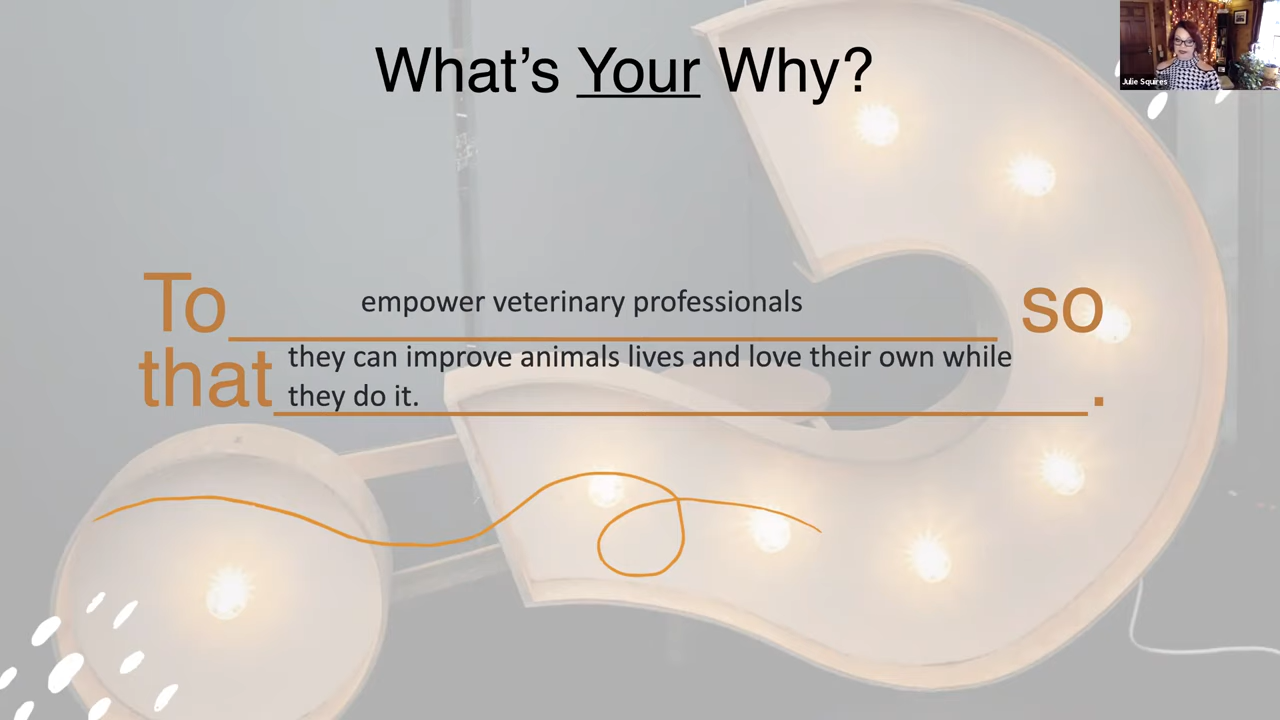 What's Your Why?
Julie Squires
To empower veterinary professionals so
that they can improve animals lives and love their own while
they do it.
.